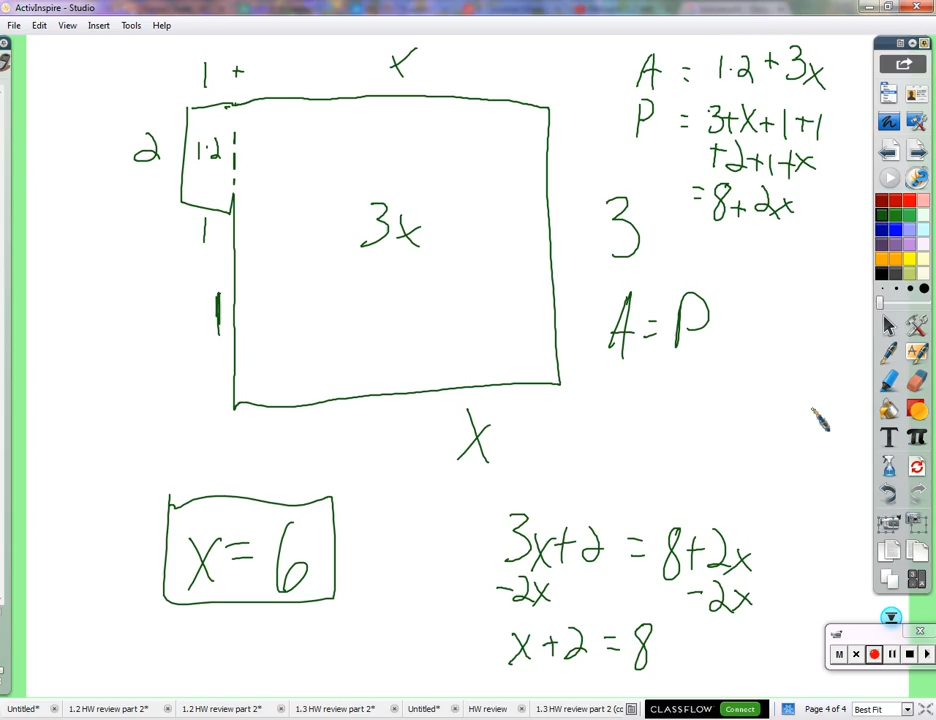 ActivInspire - Studio
File Edit View Insert Tools Help
1 + x
A = 1·2 + 3x
P = 3+x+1+1
+2+1+x
= 8+2x
2
1·2
1
3x
3
1
A = P
x
3x+2 = 8+2x
-2x -2x
x+2 = 8
x = 6
M
Untitled* 1.2 HW review part 2* 1.2 HW review part 2* 1.3 HW review part 2* Untitled* HW review 1.3 HW review part 2 (cc CLASSFLOW Connect Page 4 of 4 Best Fit